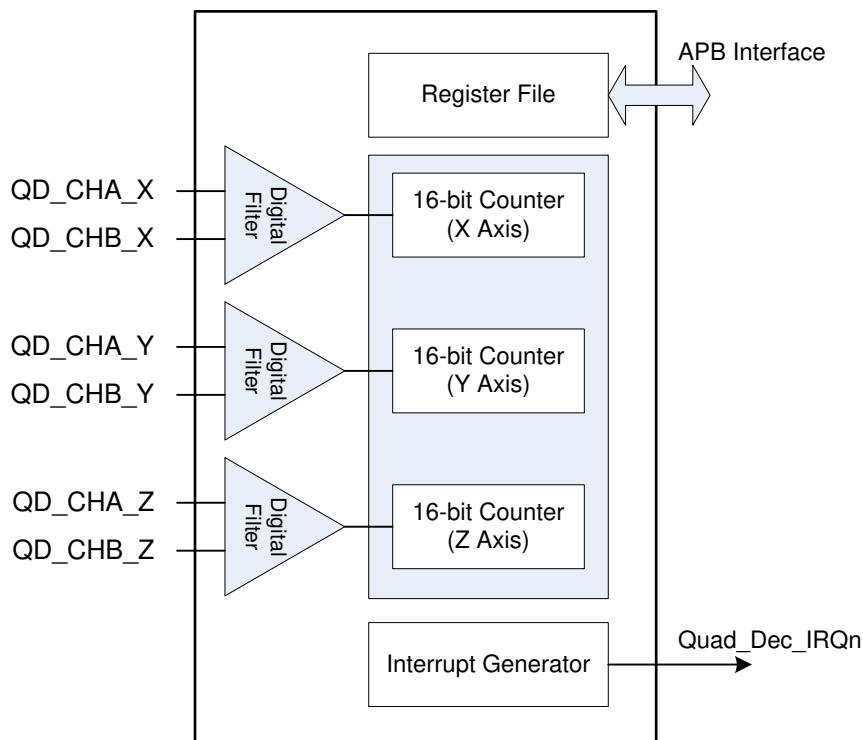 APB Interface
Register File
QD_CHA_X
QD_CHB_X
Digital
Filter
16-bit Counter
(X Axis)
QD_CHA_Y
QD_CHB_Y
Digital
Filter
16-bit Counter
(Y Axis)
QD_CHA_Z
QD_CHB_Z
Digital
Filter
16-bit Counter
(Z Axis)
Interrupt Generator
Quad_Dec_IRQn